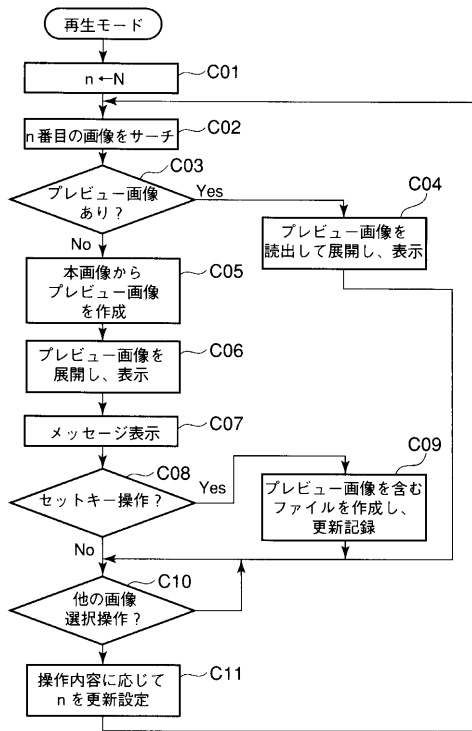 再生モード
n←N
C01
n番目の画像をサーチ
C02
C03
プレビュー画像
あり？
Yes
No
C04
プレビュー画像を
読出して展開し、表示
本画像から
プレビュー画像
を作成
C05
プレビュー画像を
展開し、表示
C06
メッセージ表示
C07
C08
セットキー操作？
Yes
No
C09
プレビュー画像を含む
ファイルを作成し、
更新記録
C10
他の画像
選択操作？
操作内容に応じて
nを更新設定
C11